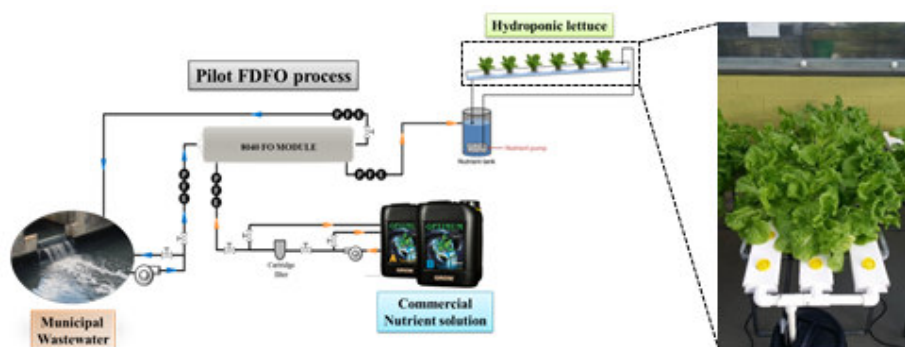 Hydroponic lettuce
Pilot FDFO process
8040 FO MODULE
Nutrient pump
Nutrient tank
Cartridge
filter
Commercial
Nutrient solution
Municipal
Wastewater